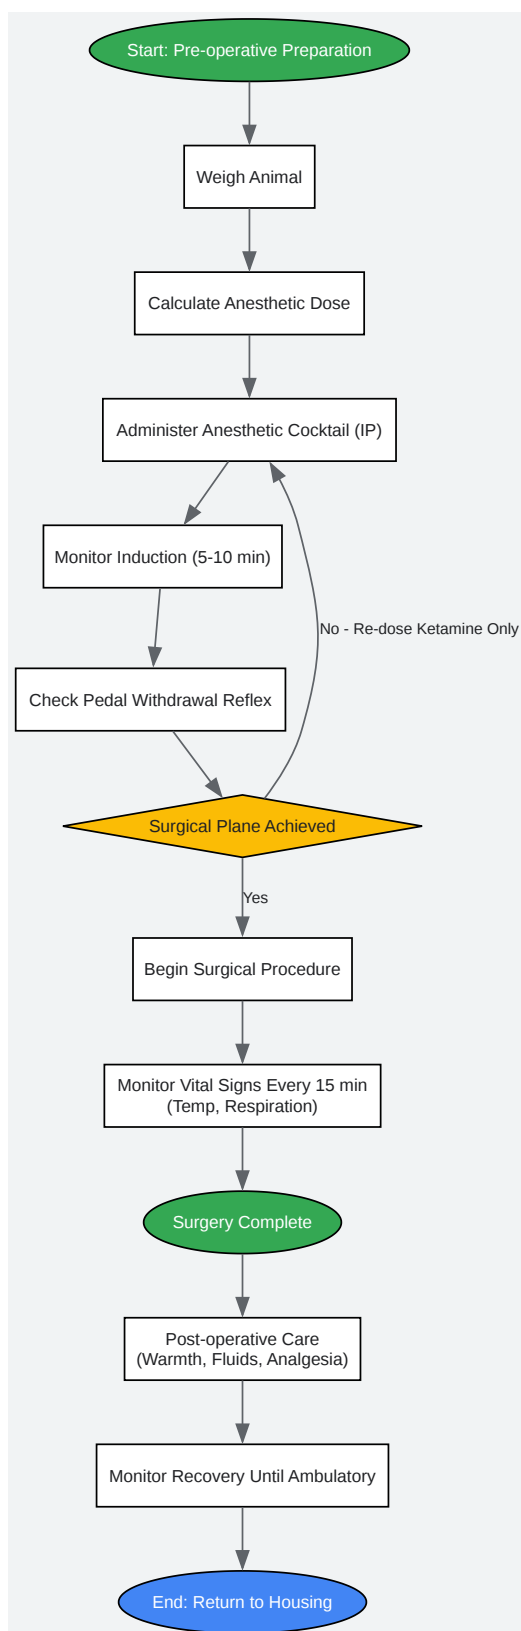 Start: Pre-operative Preparation
Weigh Animal
Calculate Anesthetic Dose
Administer Anesthetic Cocktail (IP)
Monitor Induction (5-10 min)
No - Re-dose Ketamine Only
Check Pedal Withdrawal Reflex
Surgical Plane Achieved
Yes
Begin Surgical Procedure
Monitor Vital Signs Every 15 min
(Temp, Respiration)
Surgery Complete
Post-operative Care
(Warmth, Fluids, Analgesia)
Monitor Recovery Until Ambulatory
End: Return to Housing